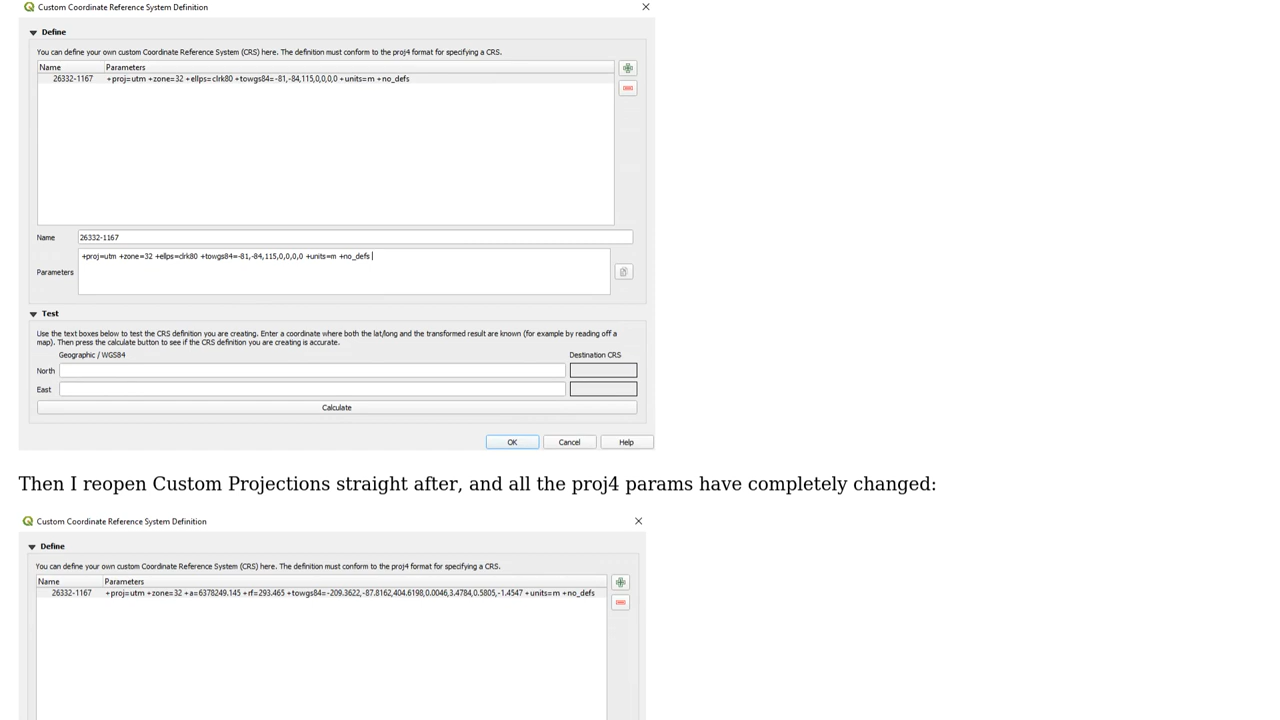 Custom Coordinate Reference System Definition
Define
You can define your own custom Coordinate Reference System (CRS) here. The definition must conform to the proj4 format for specifying a CRS.
Name Parameters
26332-1167 +proj=utm +zone=32 +ellps=clrk80 +towgs84=-81,-84,115,0,0,0,0 +units=m +no_defs
Name 26332-1167
+proj=utm +zone=32 +ellps=clrk80 +towgs84=-81,-84,115,0,0,0,0 +units=m +no_defs
Parameters
Test
Use the text boxes below to test the CRS definition you are creating. Enter a coordinate where both the lat/long and the transformed result are known (for example by reading off a
map). Then press the calculate button to see if the CRS definition you are creating is accurate.
Geographic / WGS84 Destination CRS
North
East
Calculate
OK Cancel Help
Then I reopen Custom Projections straight after, and all the proj4 params have completely changed:
Custom Coordinate Reference System Definition
Define
You can define your own custom Coordinate Reference System (CRS) here. The definition must conform to the proj4 format for specifying a CRS.
Name Parameters
26332-1167 +proj=utm +zone=32 +a=6378249.145 +rf=293.465 +towgs84=-209.3622,-87.8162,404.6198,0.0046,3.4784,0.5805,-1.4547 +units=m +no_defs